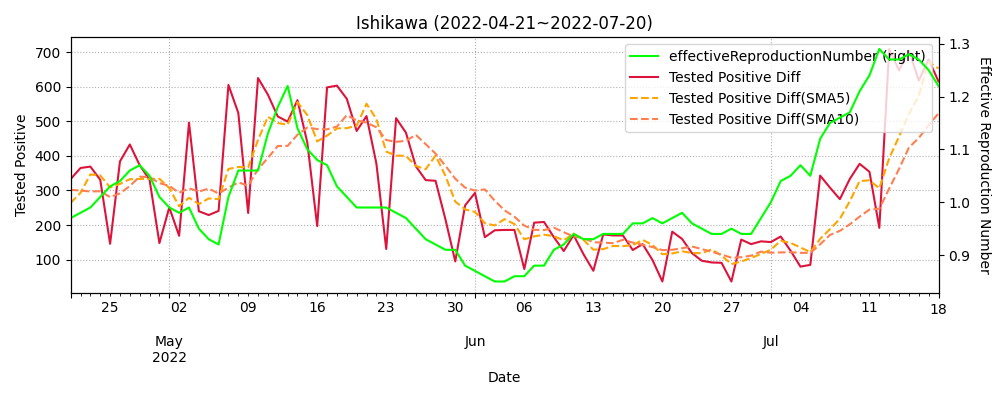 Ishikawa (2022-04-21~2022-07-20)
effectiveReproductionNumber (right)
Tested Positive Diff
Tested Positive Diff(SMA5)
Tested Positive Diff(SMA10)
Tested Positive
700
600
500
400
300
200
100
Effective Reproduction Number
1.3
1.2
1.1
1.0
0.9
25 02 09 16 23 30 06 13 20 27 04 11 18
May Jun Jul
2022
Date